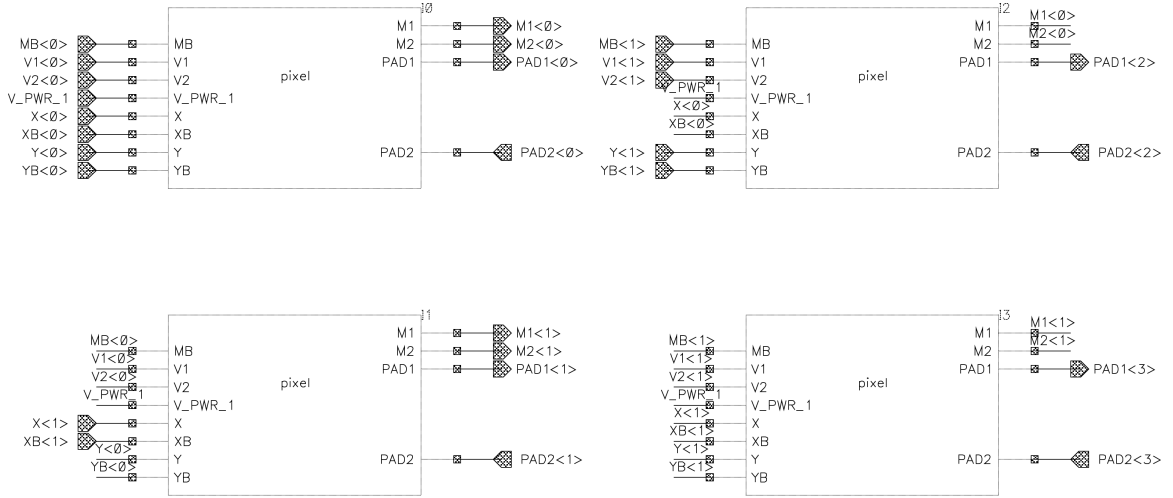 I0
M1 M1<0>
MB<0> MB M2 M2<0>
V1<0> V1 PAD1 PAD1<0>
V2<0> V2 pixel
V_PWR_1 V_PWR_1
X<0> X
XB<0> XB
Y<0> Y PAD2 PAD2<0>
YB<0> YB
I2
M1 M1<0>
MB<1> MB M2 M2<0>
V1<1> V1 PAD1 PAD1<2>
V2<1> V2 pixel
V_PWR_1 V_PWR_1
X<0> X
XB<0> XB
Y<1> Y PAD2 PAD2<2>
YB<1> YB
I1
M1 M1<1>
MB<0> MB M2 M2<1>
V1<0> V1 PAD1 PAD1<1>
V2<0> V2 pixel
V_PWR_1 V_PWR_1
X<1> X
XB<1> XB
Y<0> Y PAD2 PAD2<1>
YB<0> YB
I3
M1 M1<1>
MB<1> MB M2 M2<1>
V1<1> V1 PAD1 PAD1<3>
V2<1> V2 pixel
V_PWR_1 V_PWR_1
X<1> X
XB<1> XB
Y<1> Y PAD2 PAD2<3>
YB<1> YB